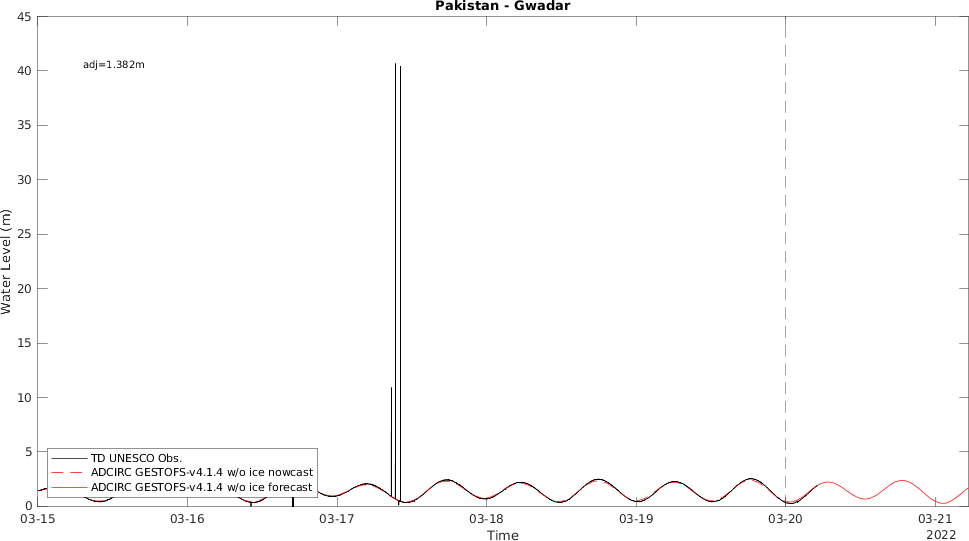 Pakistan - Gwadar
45
adj=1.382m
40
35
30
25
20
15
10
5
0
Water Level (m)
TD UNESCO Obs.
ADCIRC GESTOFS-v4.1.4 w/o ice nowcast
ADCIRC GESTOFS-v4.1.4 w/o ice forecast
03-15 03-16 03-17 03-18 03-19 03-20 03-21
Time 2022